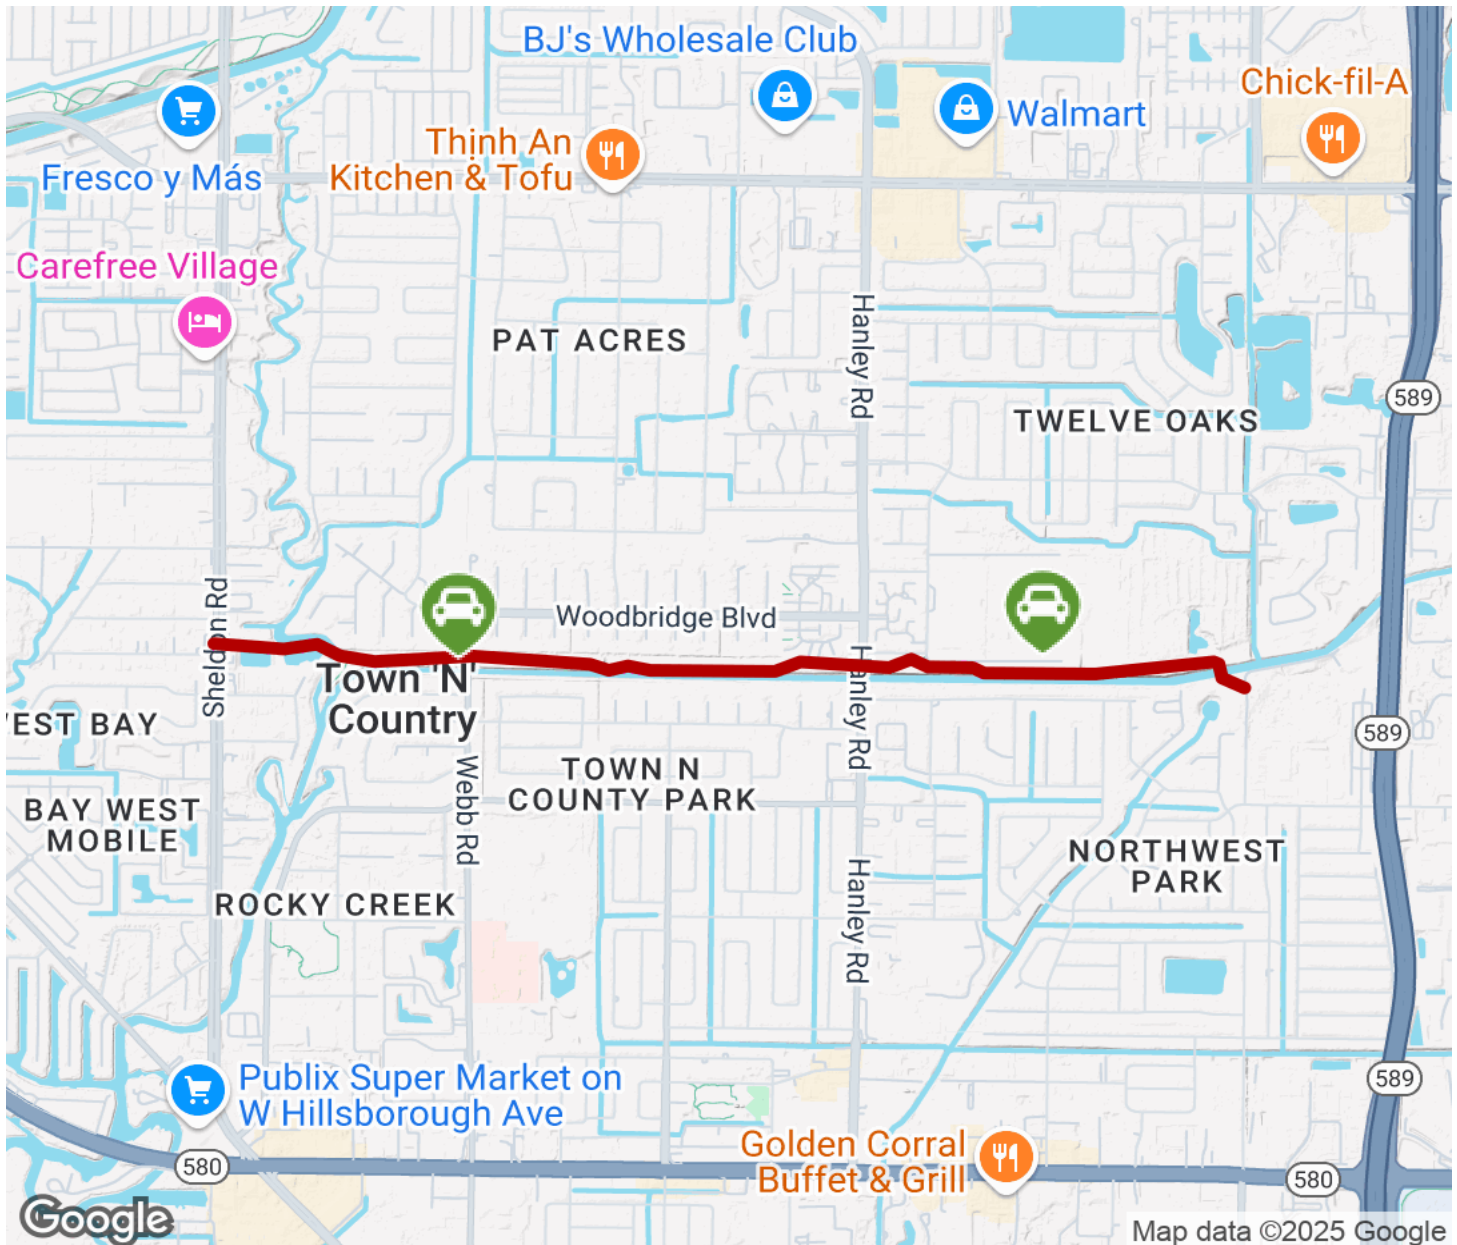 BJ's Wholesale Club
Chick-fil-A
Walmart
Thịnh An
Kitchen & Tofu
Fresco y Más
Carefree Village
Hanley Rd
PAT ACRES
TWELVE OAKS
589
Sheldon Rd
Woodbridge Blvd
Town 'N'
Country
Hanley Rd
EST BAY
589
Webb Rd
TOWN N
COUNTY PARK
BAY WEST
MOBILE
NORTHWEST
PARK
Hanley Rd
ROCKY CREEK
Publix Super Market on
W Hillsborough Ave
589
Golden Corral
Buffet & Grill
580
580
Google
Map data ©2025 Google